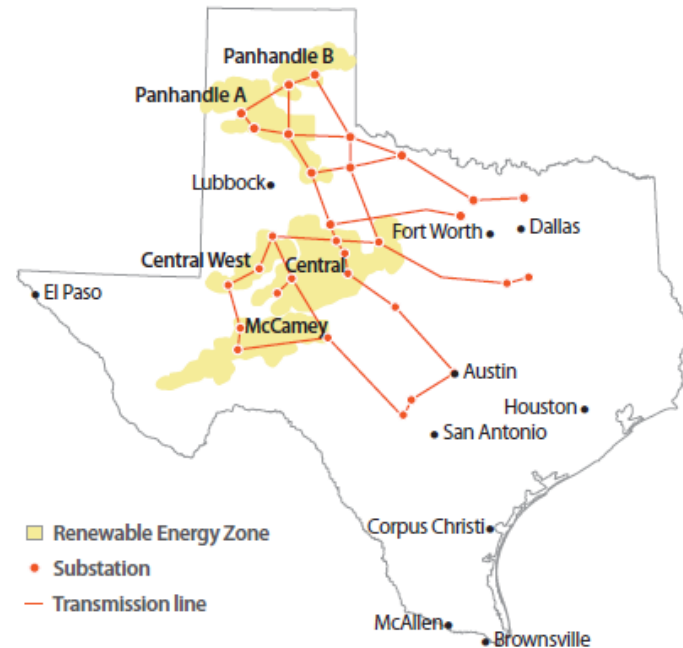 Panhandle B
Panhandle A
Lubbock
Fort Worth
Dallas
Central West
Central
El Paso
McCamey
Austin
Houston
San Antonio
Corpus Christi
Renewable Energy Zone
Substation
Transmission line
McAllen
Brownsville